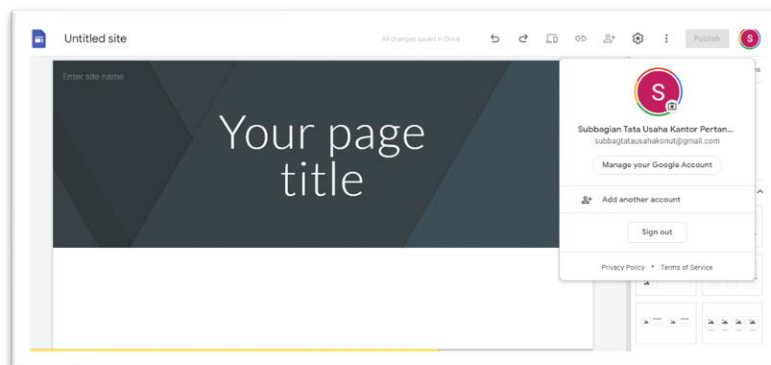 Untitled site
All changes saved in Drive
Publish
S
Enter site name
Your page
title
S
Subbagian Tata Usaha Kantor Pertan...
subbagtatausahakonut@gmail.com
Manage your Google Account
Add another account
Sign out
Privacy Policy • Terms of Service